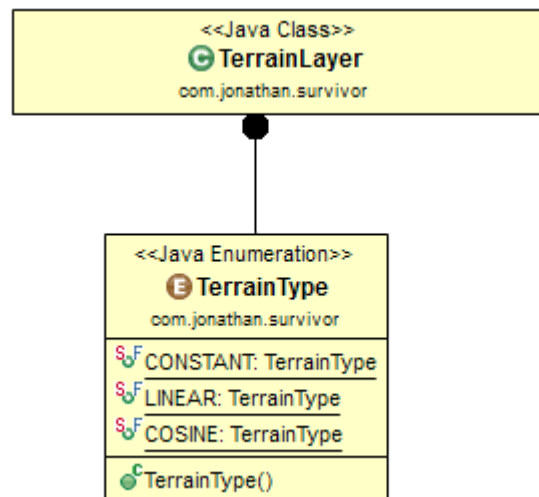 <<Java Class>>
C TerrainLayer
com.jonathan.survivor
<<Java Enumeration>>
E TerrainType
com.jonathan.survivor
S F CONSTANT: TerrainType
S F LINEAR: TerrainType
S F COSINE: TerrainType
C TerrainType()